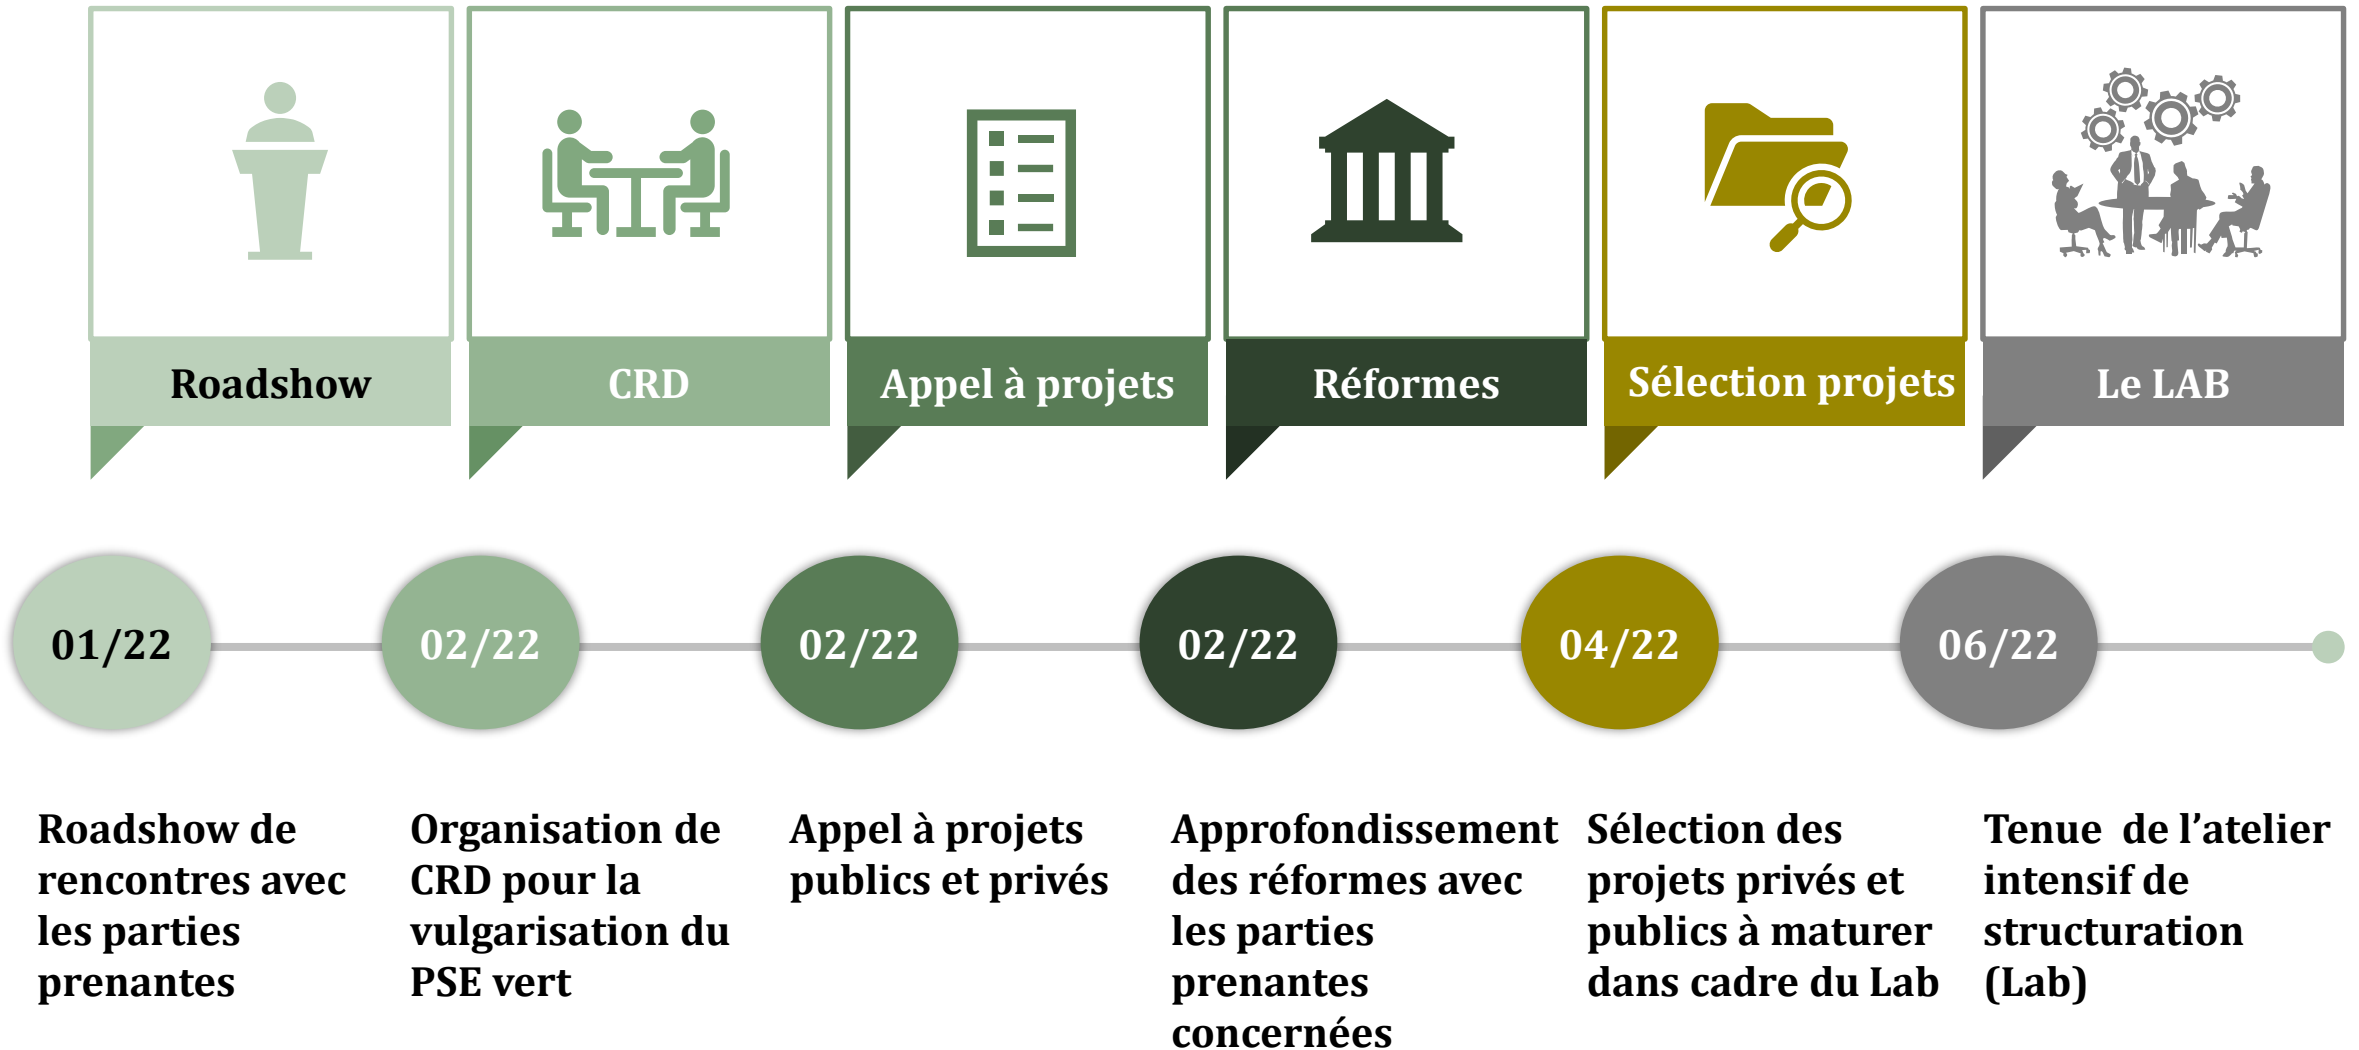 Roadshow
CRD
Appel à projets
Réformes
Sélection projets
Le LAB
01/22
02/22
02/22
02/22
04/22
06/22
Roadshow de
rencontres avec
les parties
prenantes
Organisation de
CRD pour la
vulgarisation du
PSE vert
Appel à projets
publics et privés
Approfondissement
des réformes avec
les parties
prenantes
concernées
Sélection des
projets privés et
publics à maturer
dans cadre du Lab
Tenue  de l’atelier
intensif de
structuration
(Lab)